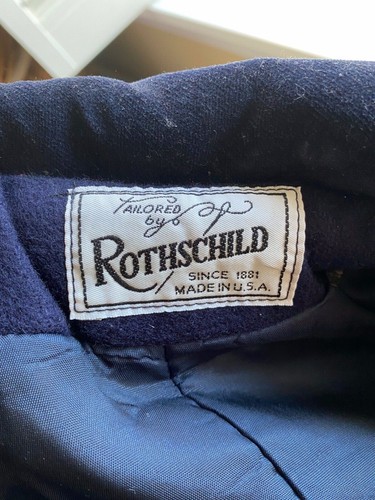 TAILORED
by
ROTHSCHILD
SINCE 1881
MADE IN U.S.A.